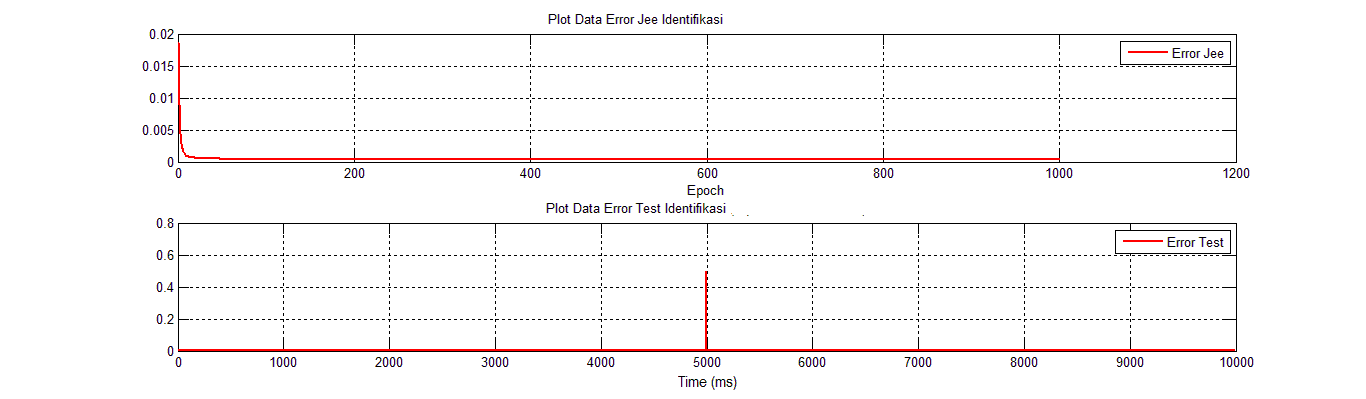 Plot Data Error Jee Identifikasi
0.02
0.015
0.01
0.005
0
Error Jee
0 200 400 600 800 1000 1200
Epoch
Plot Data Error Test Identifikasi
0.8
0.6
0.4
0.2
0
Error Test
0 1000 2000 3000 4000 5000 6000 7000 8000 9000 10000
Time (ms)